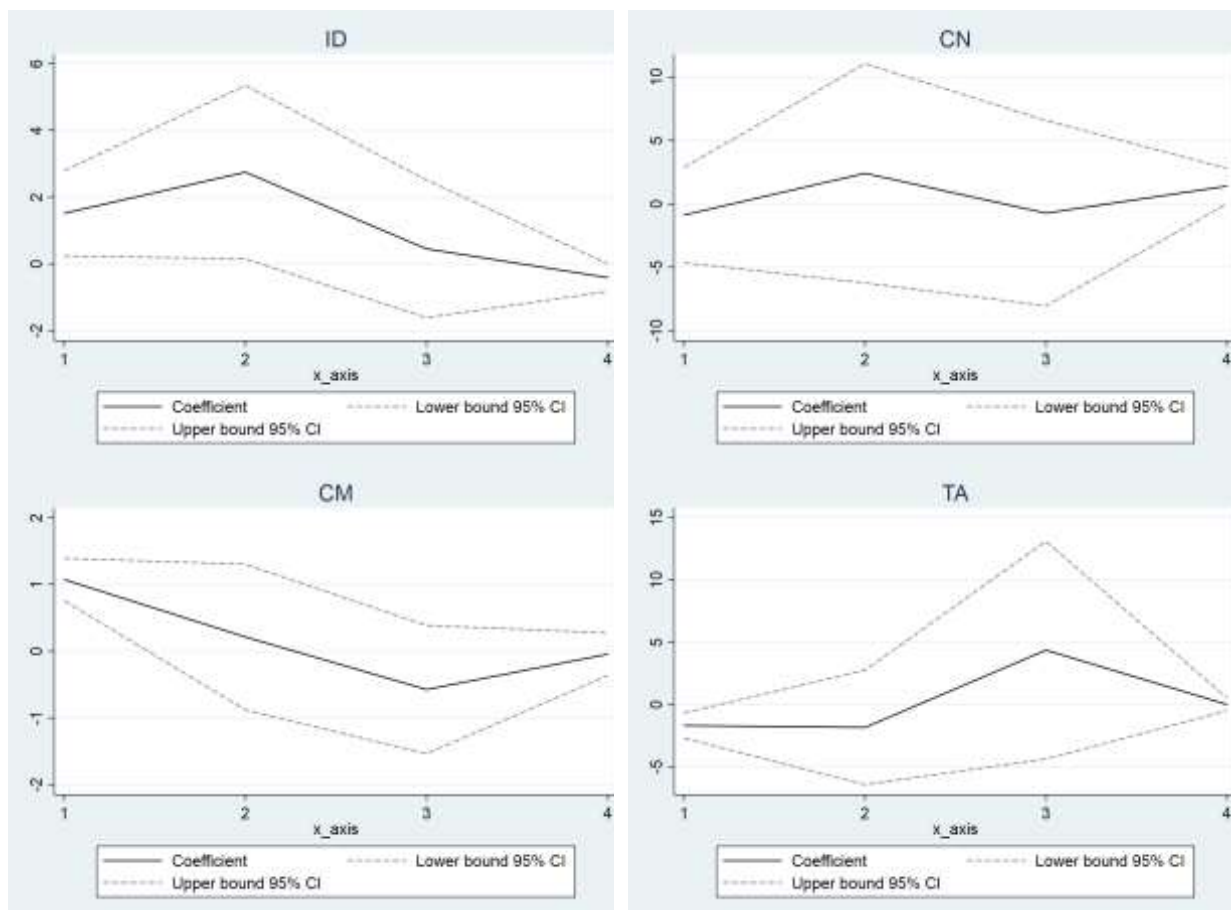 ID
6
4
2
0
-2
1 2 3 4
x_axis
Coefficient Lower bound 95% CI
Upper bound 95% CI
CN
10
5
0
-5
-10
1 2 3 4
x_axis
Coefficient Lower bound 95% CI
Upper bound 95% CI
CM
2
1
0
-1
-2
1 2 3 4
x_axis
Coefficient Lower bound 95% CI
Upper bound 95% CI
TA
15
10
5
0
-5
1 2 3 4
x_axis
Coefficient Lower bound 95% CI
Upper bound 95% CI